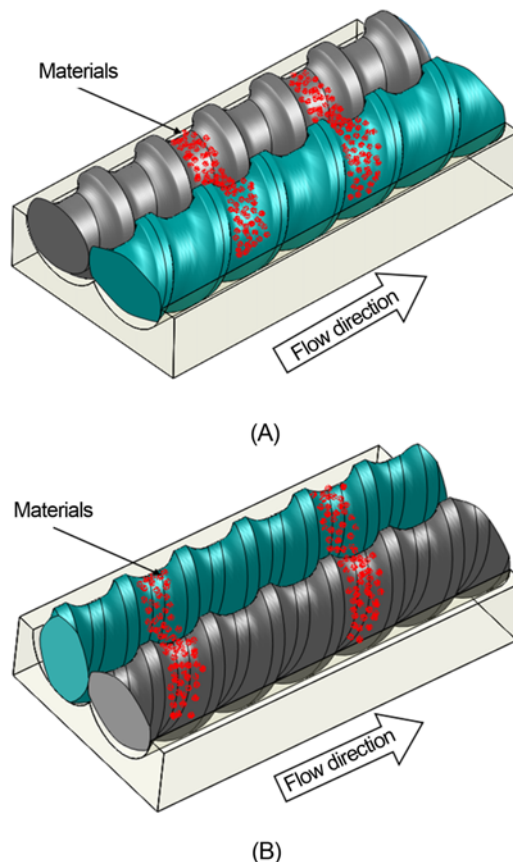 Materials
Flow direction
(A)
Materials
Flow direction
(B)